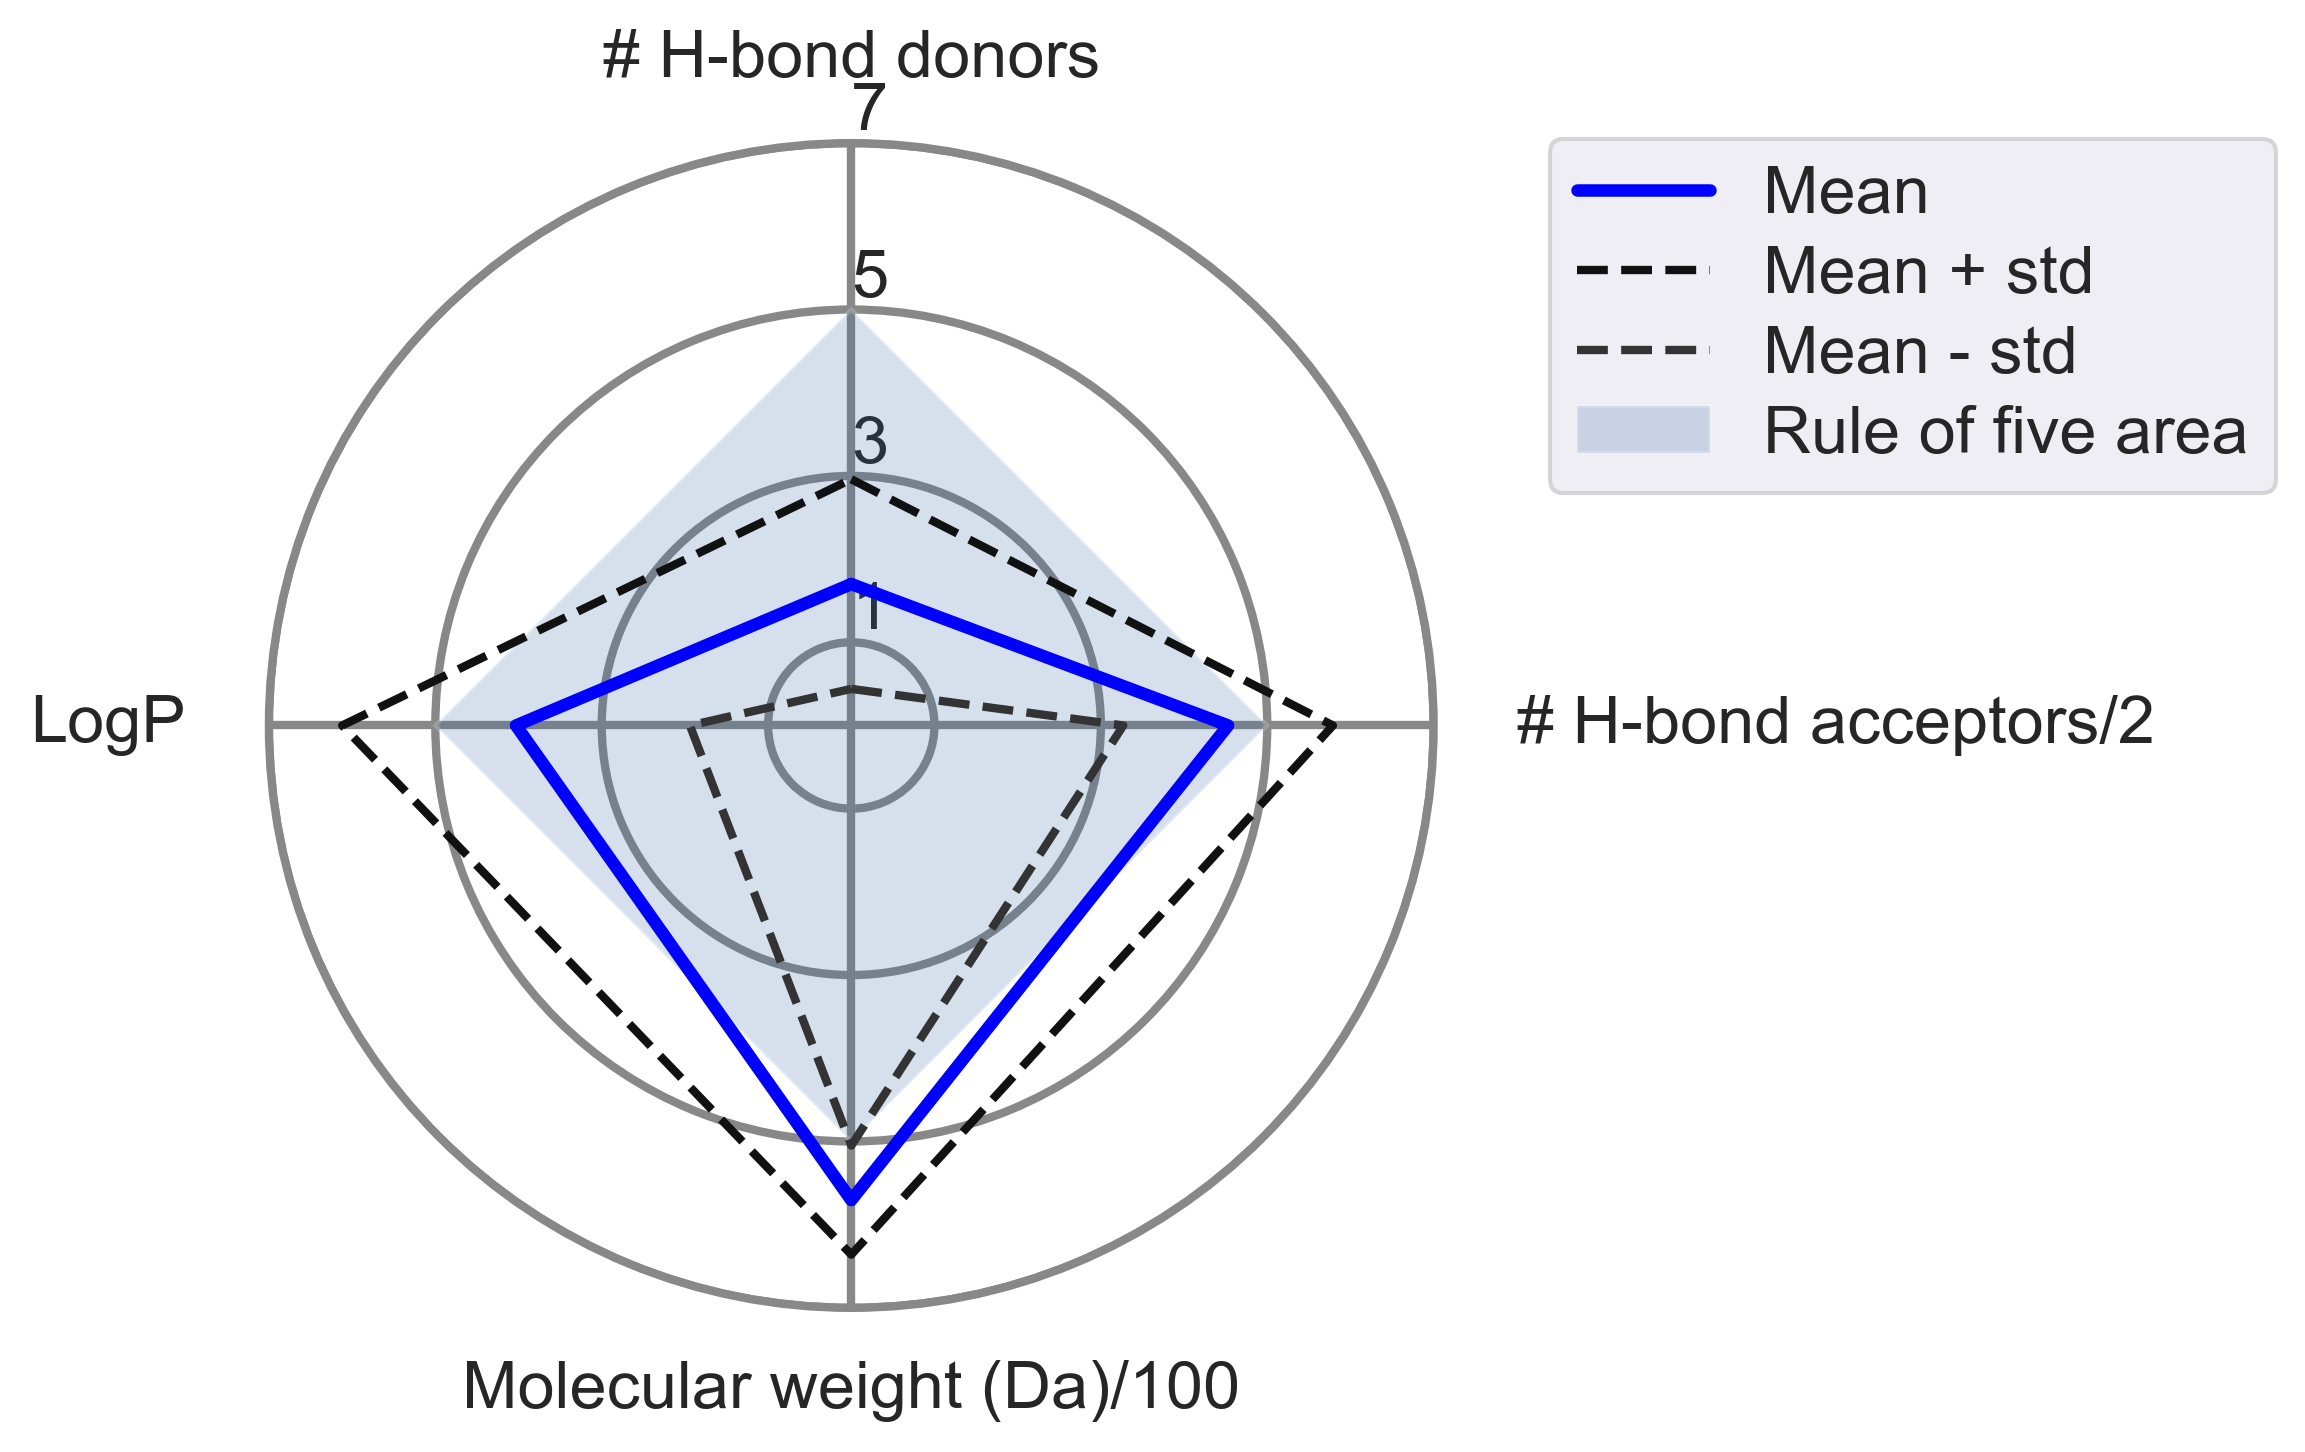 # H-bond donors
7
5
3
1
LogP
# H-bond acceptors/2
Molecular weight (Da)/100
Mean
Mean + std
Mean - std
Rule of five area